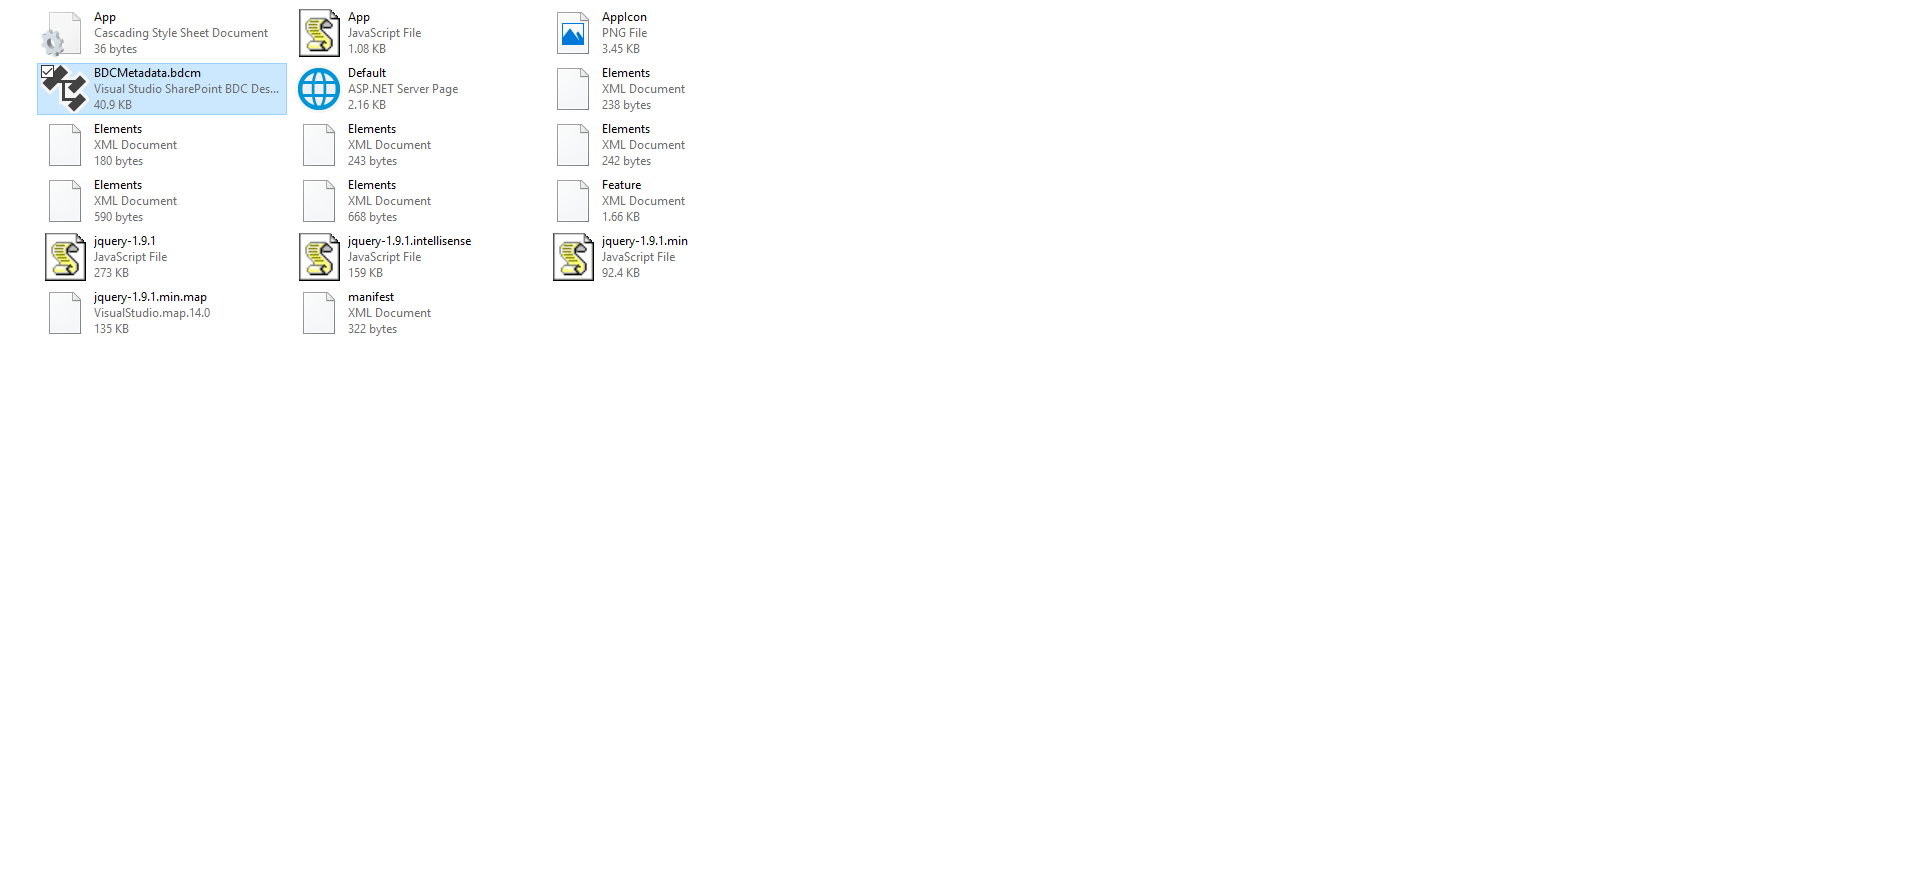 App
Cascading Style Sheet Document
36 bytes
App
JavaScript File
1.08 KB
AppIcon
PNG File
3.45 KB
BDCMetadata.bdcm
Visual Studio SharePoint BDC Des...
40.9 KB
Default
ASP.NET Server Page
2.16 KB
Elements
XML Document
238 bytes
Elements
XML Document
180 bytes
Elements
XML Document
243 bytes
Elements
XML Document
242 bytes
Elements
XML Document
590 bytes
Elements
XML Document
668 bytes
Feature
XML Document
1.66 KB
jquery-1.9.1
JavaScript File
273 KB
jquery-1.9.1.intellisense
JavaScript File
159 KB
jquery-1.9.1.min
JavaScript File
92.4 KB
jquery-1.9.1.min.map
VisualStudio.map.14.0
135 KB
manifest
XML Document
322 bytes